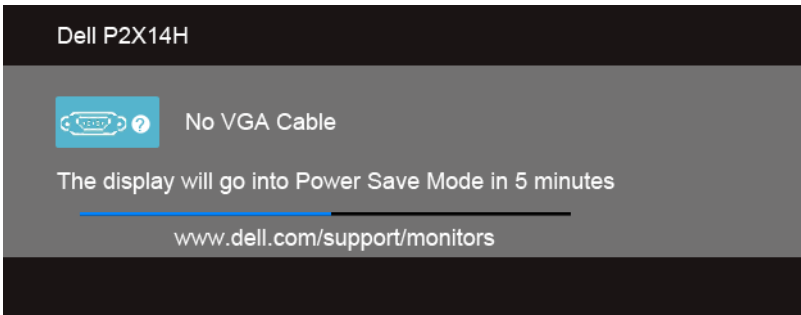 Dell P2X14H
No VGA Cable
The display will go into Power Save Mode in 5 minutes
www.dell.com/support/monitors